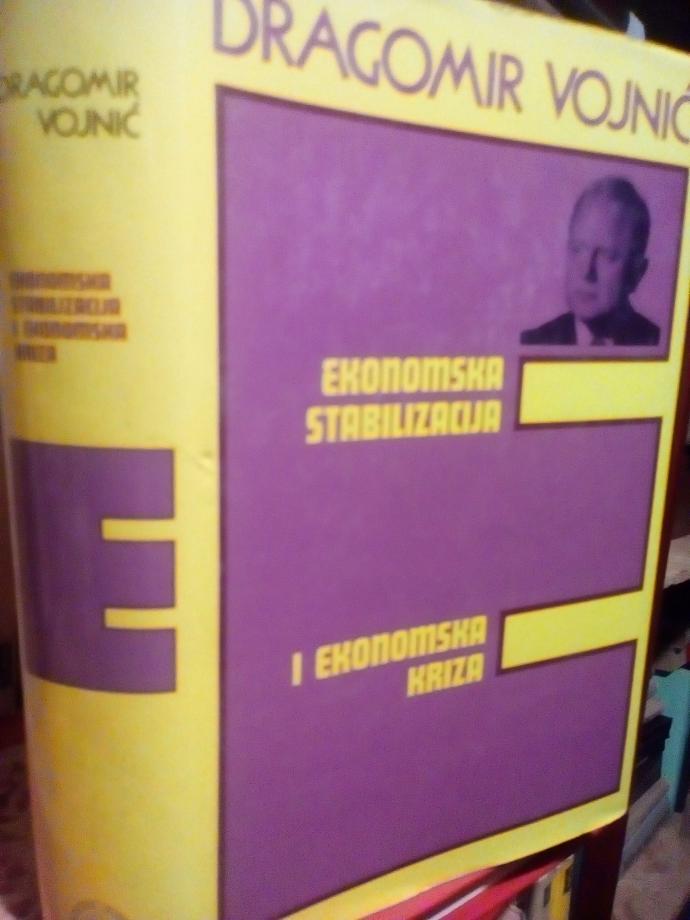 DRAGOMIR
VOJNIĆ
EKONOMSKA
STABILIZACIJA
I EKONOMSKA
KRIZA
E
DRAGOMIR VOJNIĆ
EKONOMSKA
STABILIZACIJA
I EKONOMSKA
KRIZA